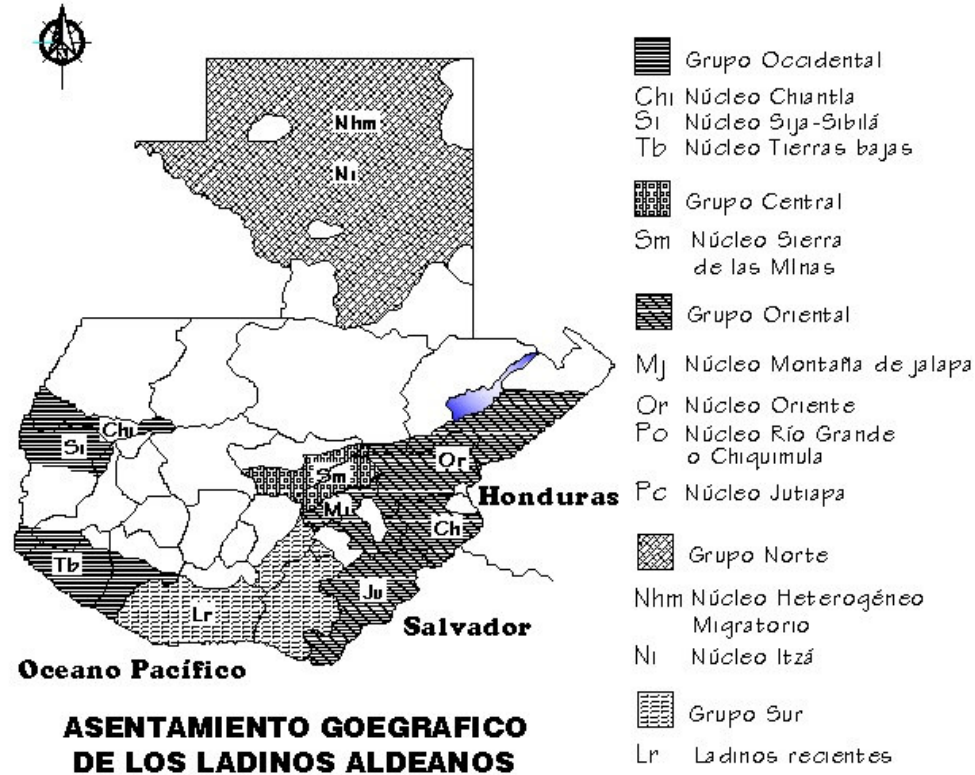 N
Nhm
Ni
Chi
Si
Sm
Or
Mj
Ch
Honduras
Tb
Lr
Ju
Salvador
Oceano Pacífico
ASENTAMIENTO GOEGRAFICO
DE LOS LADINOS ALDEANOS
Grupo Occidental
Chi Núcleo Chiantla
Si Núcleo Sija-Sibilá
Tb Núcleo Tierras bajas
Grupo Central
Sm Núcleo Sierra
de las MInas
Grupo Oriental
Mj Núcleo Montaña de jalapa
Or Núcleo Oriente
Po Núcleo Río Grande
o Chiquimula
Pc Núcleo Jutiapa
Grupo Norte
Nhm Núcleo Heterogéneo
Migratorio
Ni Núcleo Itzá
Grupo Sur
Lr Ladinos recientes